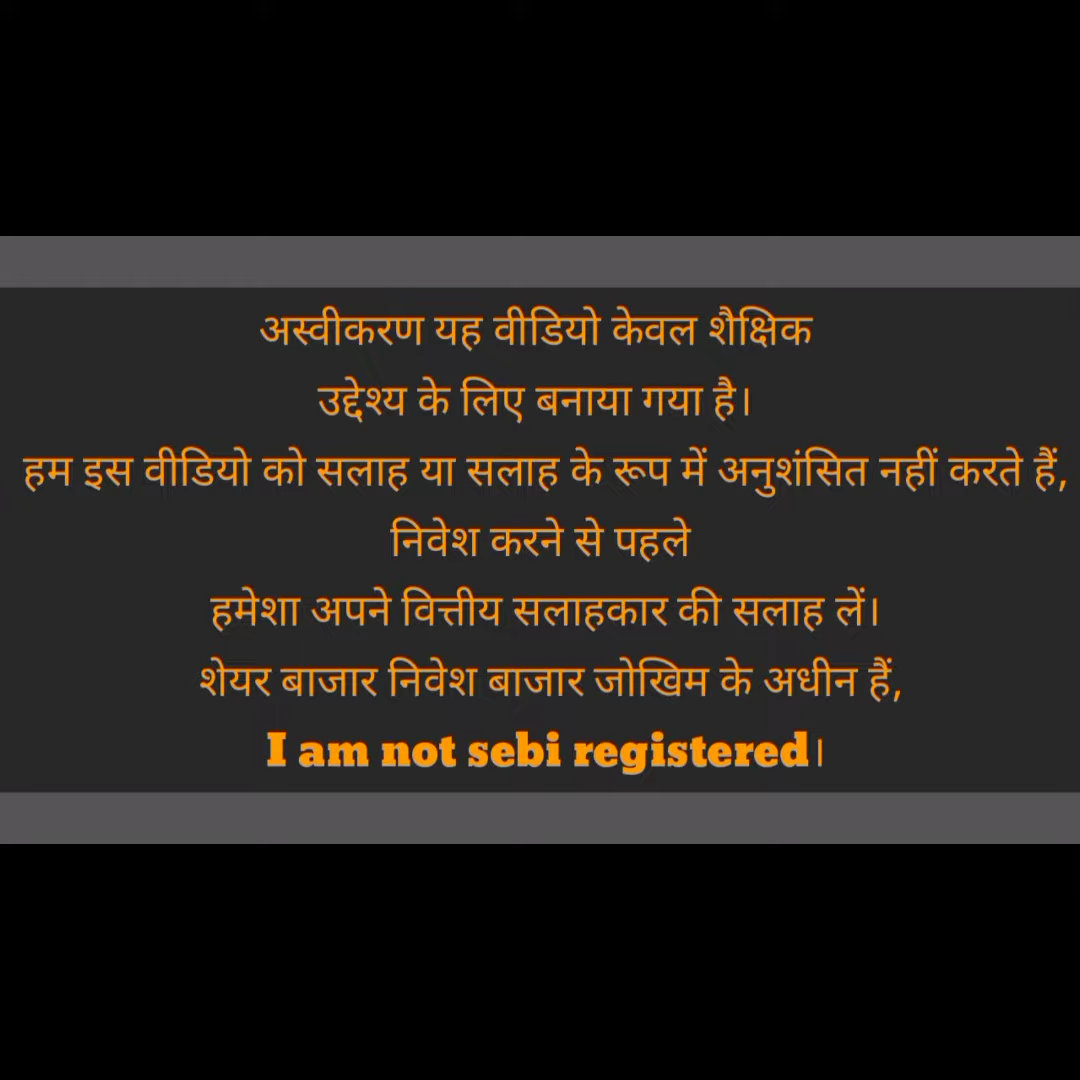 अस्वीकरण यह वीडियो केवल शैक्षिक
उद्देश्य के लिए बनाया गया है।
हम इस वीडियो को सलाह या सलाह के रूप में अनुशंसित नहीं करते हैं,
निवेश करने से पहले
हमेशा अपने वित्तीय सलाहकार की सलाह लें।
शेयर बाजार निवेश बाजार जोखिम के अधीन हैं,
I am not sebi registered।